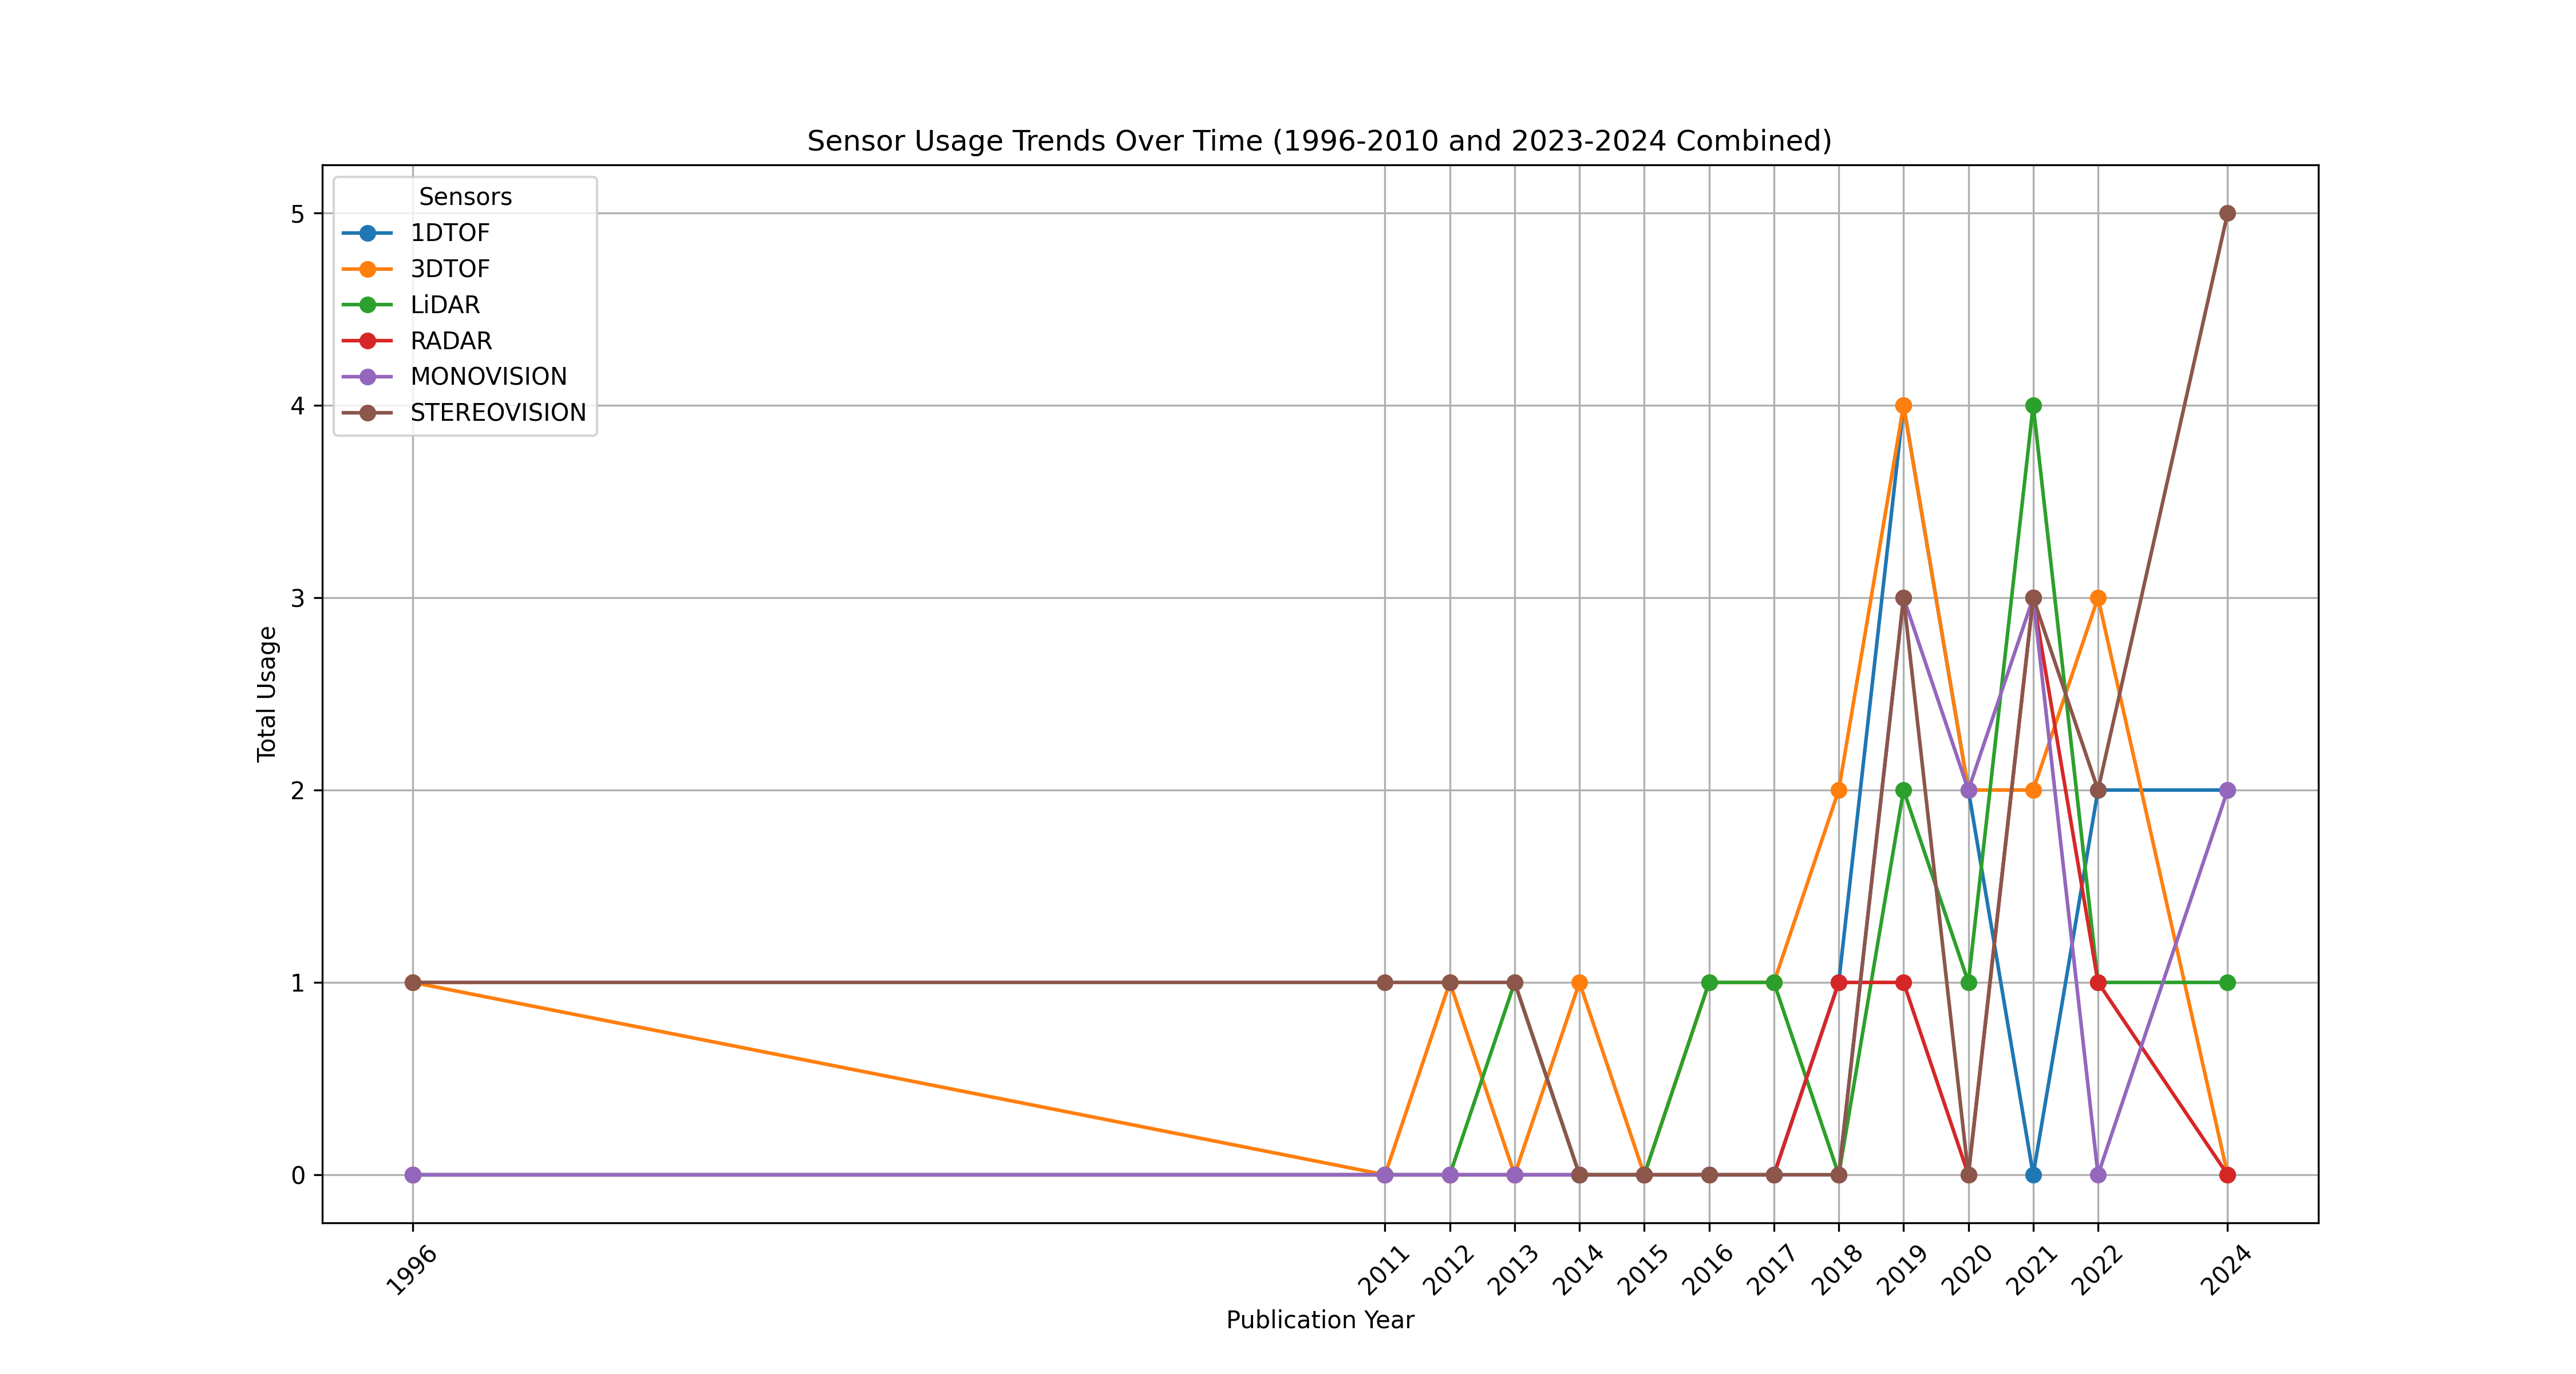 Sensor Usage Trends Over Time (1996-2010 and 2023-2024 Combined)
Sensors
1DTOF
3DTOF
LiDAR
RADAR
MONOVISION
STEREOVISION
5
4
3
2
1
0
Total Usage
1996 2011 2012 2013 2014 2015 2016 2017 2018 2019 2020 2021 2022 2024
Publication Year